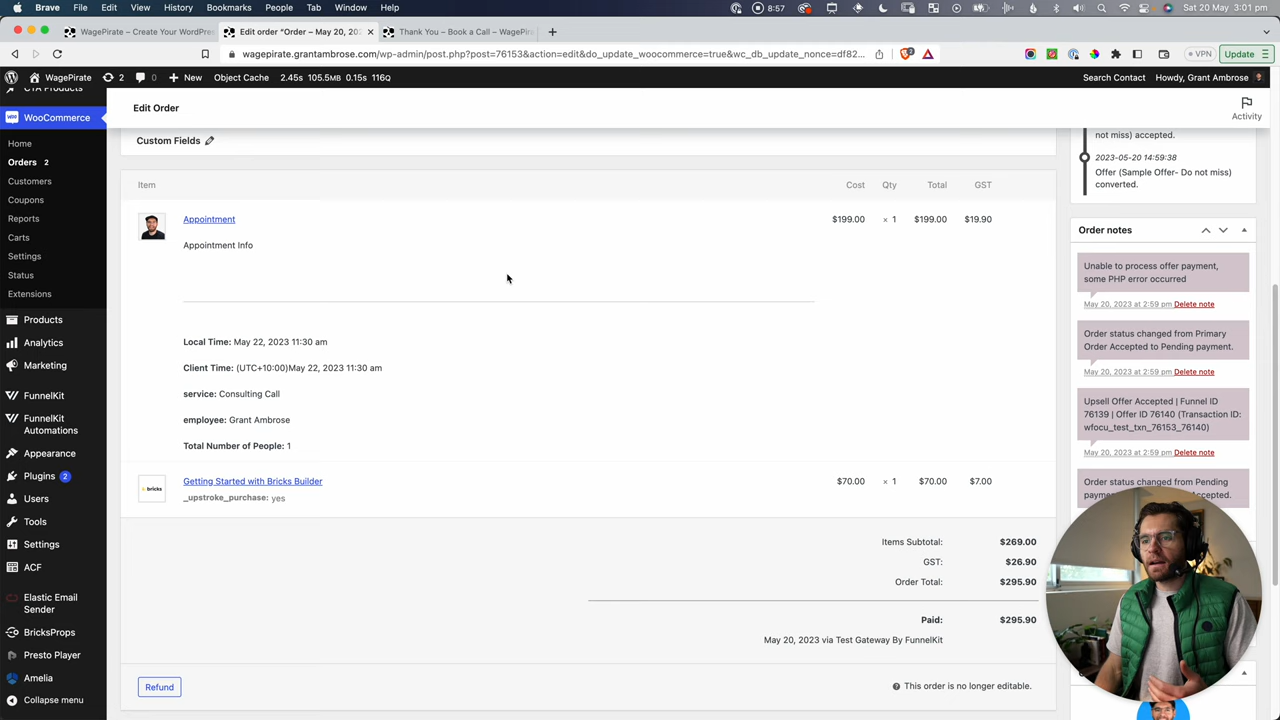 Brave File Edit View History Bookmarks People Tab Window Help
8:57
Sat 20 May 3:01 pm
WagePirate – Create Your WordPre
Edit order "Order – May 20, 202
Thank You – Book a Call – WagePira
wagepirate.grantambrose.com/wp-admin/post.php?post=76153&action=edit&do_update_woocommerce=true&wc_db_update_nonce=df82...
VPN
Update
WagePirate 2 0 New Object Cache 2.45s 105.5MB 0.15s 116Q
Search Contact Howdy, Grant Ambrose
CTA Products
WooCommerce
Home
Orders 2
Customers
Coupons
Reports
Carts
Settings
Status
Extensions
Products
Analytics
Marketing
FunnelKit
FunnelKit
Automations
Appearance
Plugins 2
Users
Tools
Settings
ACF
Elastic Email
Sender
BricksProps
Presto Player
Amelia
Collapse menu
Edit Order
Activity
Custom Fields
Item Cost Qty Total GST
Appointment $199.00 × 1 $199.00 $19.90
Appointment Info
Local Time: May 22, 2023 11:30 am
Client Time: (UTC+10:00)May 22, 2023 11:30 am
service: Consulting Call
employee: Grant Ambrose
Total Number of People: 1
bricks
Getting Started with Bricks Builder $70.00 × 1 $70.00 $7.00
_upstroke_purchase: yes
Items Subtotal: $269.00
GST: $26.90
Order Total: $295.90
Paid: $295.90
May 20, 2023 via Test Gateway By FunnelKit
Refund
This order is no longer editable.
not miss) accepted.
2023-05-20 14:59:38
Offer (Sample Offer- Do not miss)
converted.
Order notes
Unable to process offer payment,
some PHP error occurred
May 20, 2023 at 2:59 pm Delete note
Order status changed from Primary
Order Accepted to Pending payment.
May 20, 2023 at 2:59 pm Delete note
Upsell Offer Accepted | Funnel ID
76139 | Offer ID 76140 (Transaction ID:
wfocu_test_txn_76153_76140)
May 20, 2023 at 2:59 pm Delete note
Order status changed from Pending
Accepted.